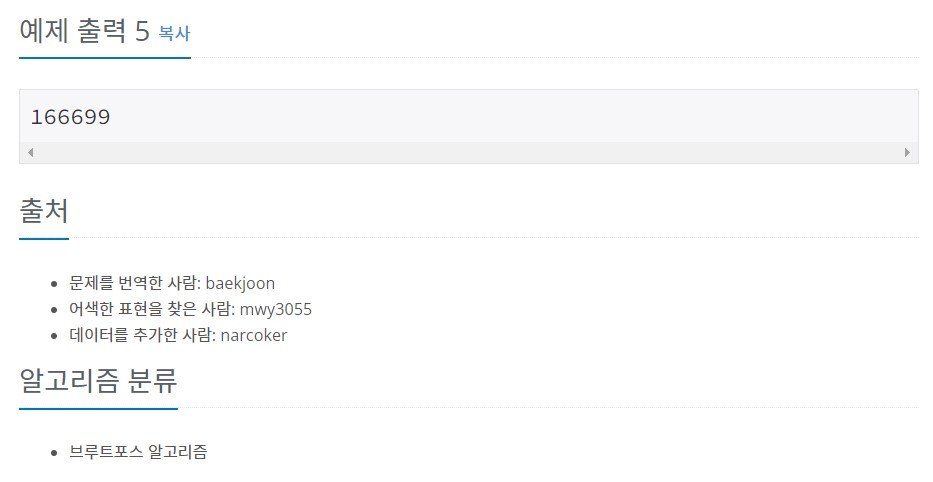 예제 출력 5 복사
166699
출처
문제를 번역한 사람: baekjoon
어색한 표현을 찾은 사람: mwy3055
데이터를 추가한 사람: narcoker
알고리즘 분류
브루트포스 알고리즘